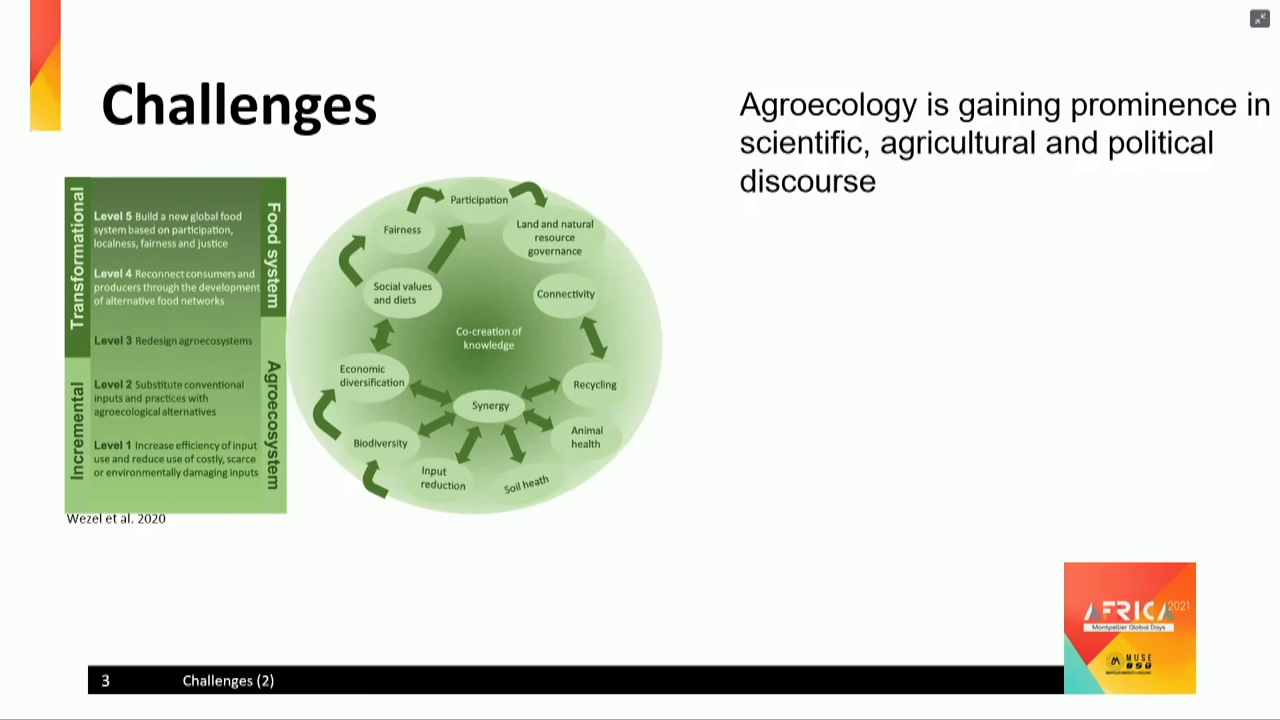 Challenges
Agroecology is gaining prominence in
scientific, agricultural and political
discourse
Transformational
Incremental
Level 5 Build a new global food
system based on participation,
localness, fairness and justice
Level 4 Reconnect consumers and
producers through the development
of alternative food networks
Level 3 Redesign agroecosystems
Level 2 Substitute conventional
inputs and practices with
agroecological alternatives
Level 1 Increase efficiency of input
use and reduce use of costly, scarce
or environmentally damaging inputs
Food system
Agroecosystem
Participation
Fairness
Land and natural
resource
governance
Social values
and diets
Connectivity
Co-creation of
knowledge
Economic
diversification
Recycling
Synergy
Biodiversity
Animal
health
Input
reduction
Soil heath
Wezel et al. 2020
AFRICA 2021
Montpellier Global Days
MUSE
3
Challenges (2)